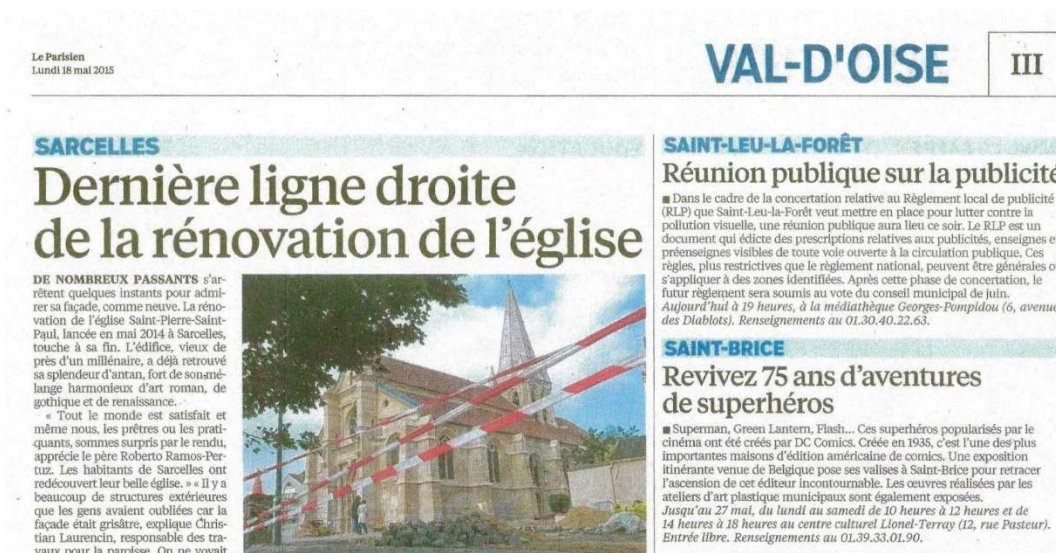 Le Parisien
Lundi 18 mai 2015
VAL-D'OISE
III
SARCELLES
Dernière ligne droite
de la rénovation de l'église
DE NOMBREUX PASSANTS s'ar-
rêtent quelques instants pour admi-
rer sa façade, comme neuve. La réno-
vation de l'église Saint-Pierre-Saint-
Paul, lancée en mai 2014 à Sarcelles,
touche à sa fin. L'édifice, vieux de
près d'un millénaire, a déjà retrouvé
sa splendeur d'antan, fort de son mé-
lange harmonieux d'art roman, de
gothique et de renaissance.
« Tout le monde est satisfait et
même nous, les prêtres ou les prati-
quants, sommes surpris par le rendu,
apprécie le père Roberto Ramos-Per-
tuz. Les habitants de Sarcelles ont
redécouvert leur belle église. » « Il y a
beaucoup de structures extérieures
que les gens avaient oubliées car la
façade était grisâtre, explique Chris-
tian Laurencin, responsable des tra-
vaux pour la paroisse. On ne voyait
SAINT-LEU-LA-FORÊT
Réunion publique sur la publicité
■ Dans le cadre de la concertation relative au Règlement local de publicité
(RLP) que Saint-Leu-la-Forêt veut mettre en place pour lutter contre la
pollution visuelle, une réunion publique aura lieu ce soir. Le RLP est un
document qui édicte des prescriptions relatives aux publicités, enseignes e
préenseignes visibles de toute voie ouverte à la circulation publique. Ces
règles, plus restrictives que le règlement national, peuvent être générales o
s'appliquer à des zones identifiées. Après cette phase de concertation, le
futur règlement sera soumis au vote du conseil municipal de juin.
Aujourd'hui à 19 heures, à la médiathèque Georges-Pompidou (6, avenue
des Diablots). Renseignements au 01.30.40.22.63.
SAINT-BRICE
Revivez 75 ans d'aventures
de superhéros
■ Superman, Green Lantern, Flash... Ces superhéros popularisés par le
cinéma ont été créés par DC Comics. Créée en 1935, c'est l'une des plus
importantes maisons d'édition américaine de comics. Une exposition
itinérante venue de Belgique pose ses valises à Saint-Brice pour retracer
l'ascension de cet éditeur incontournable. Les œuvres réalisées par les
ateliers d'art plastique municipaux sont également exposées.
Jusqu'au 27 mai, du lundi au samedi de 10 heures à 12 heures et de
14 heures à 18 heures au centre culturel Lionel-Terray (12, rue Pasteur).
Entrée libre. Renseignements au 01.39.33.01.90.